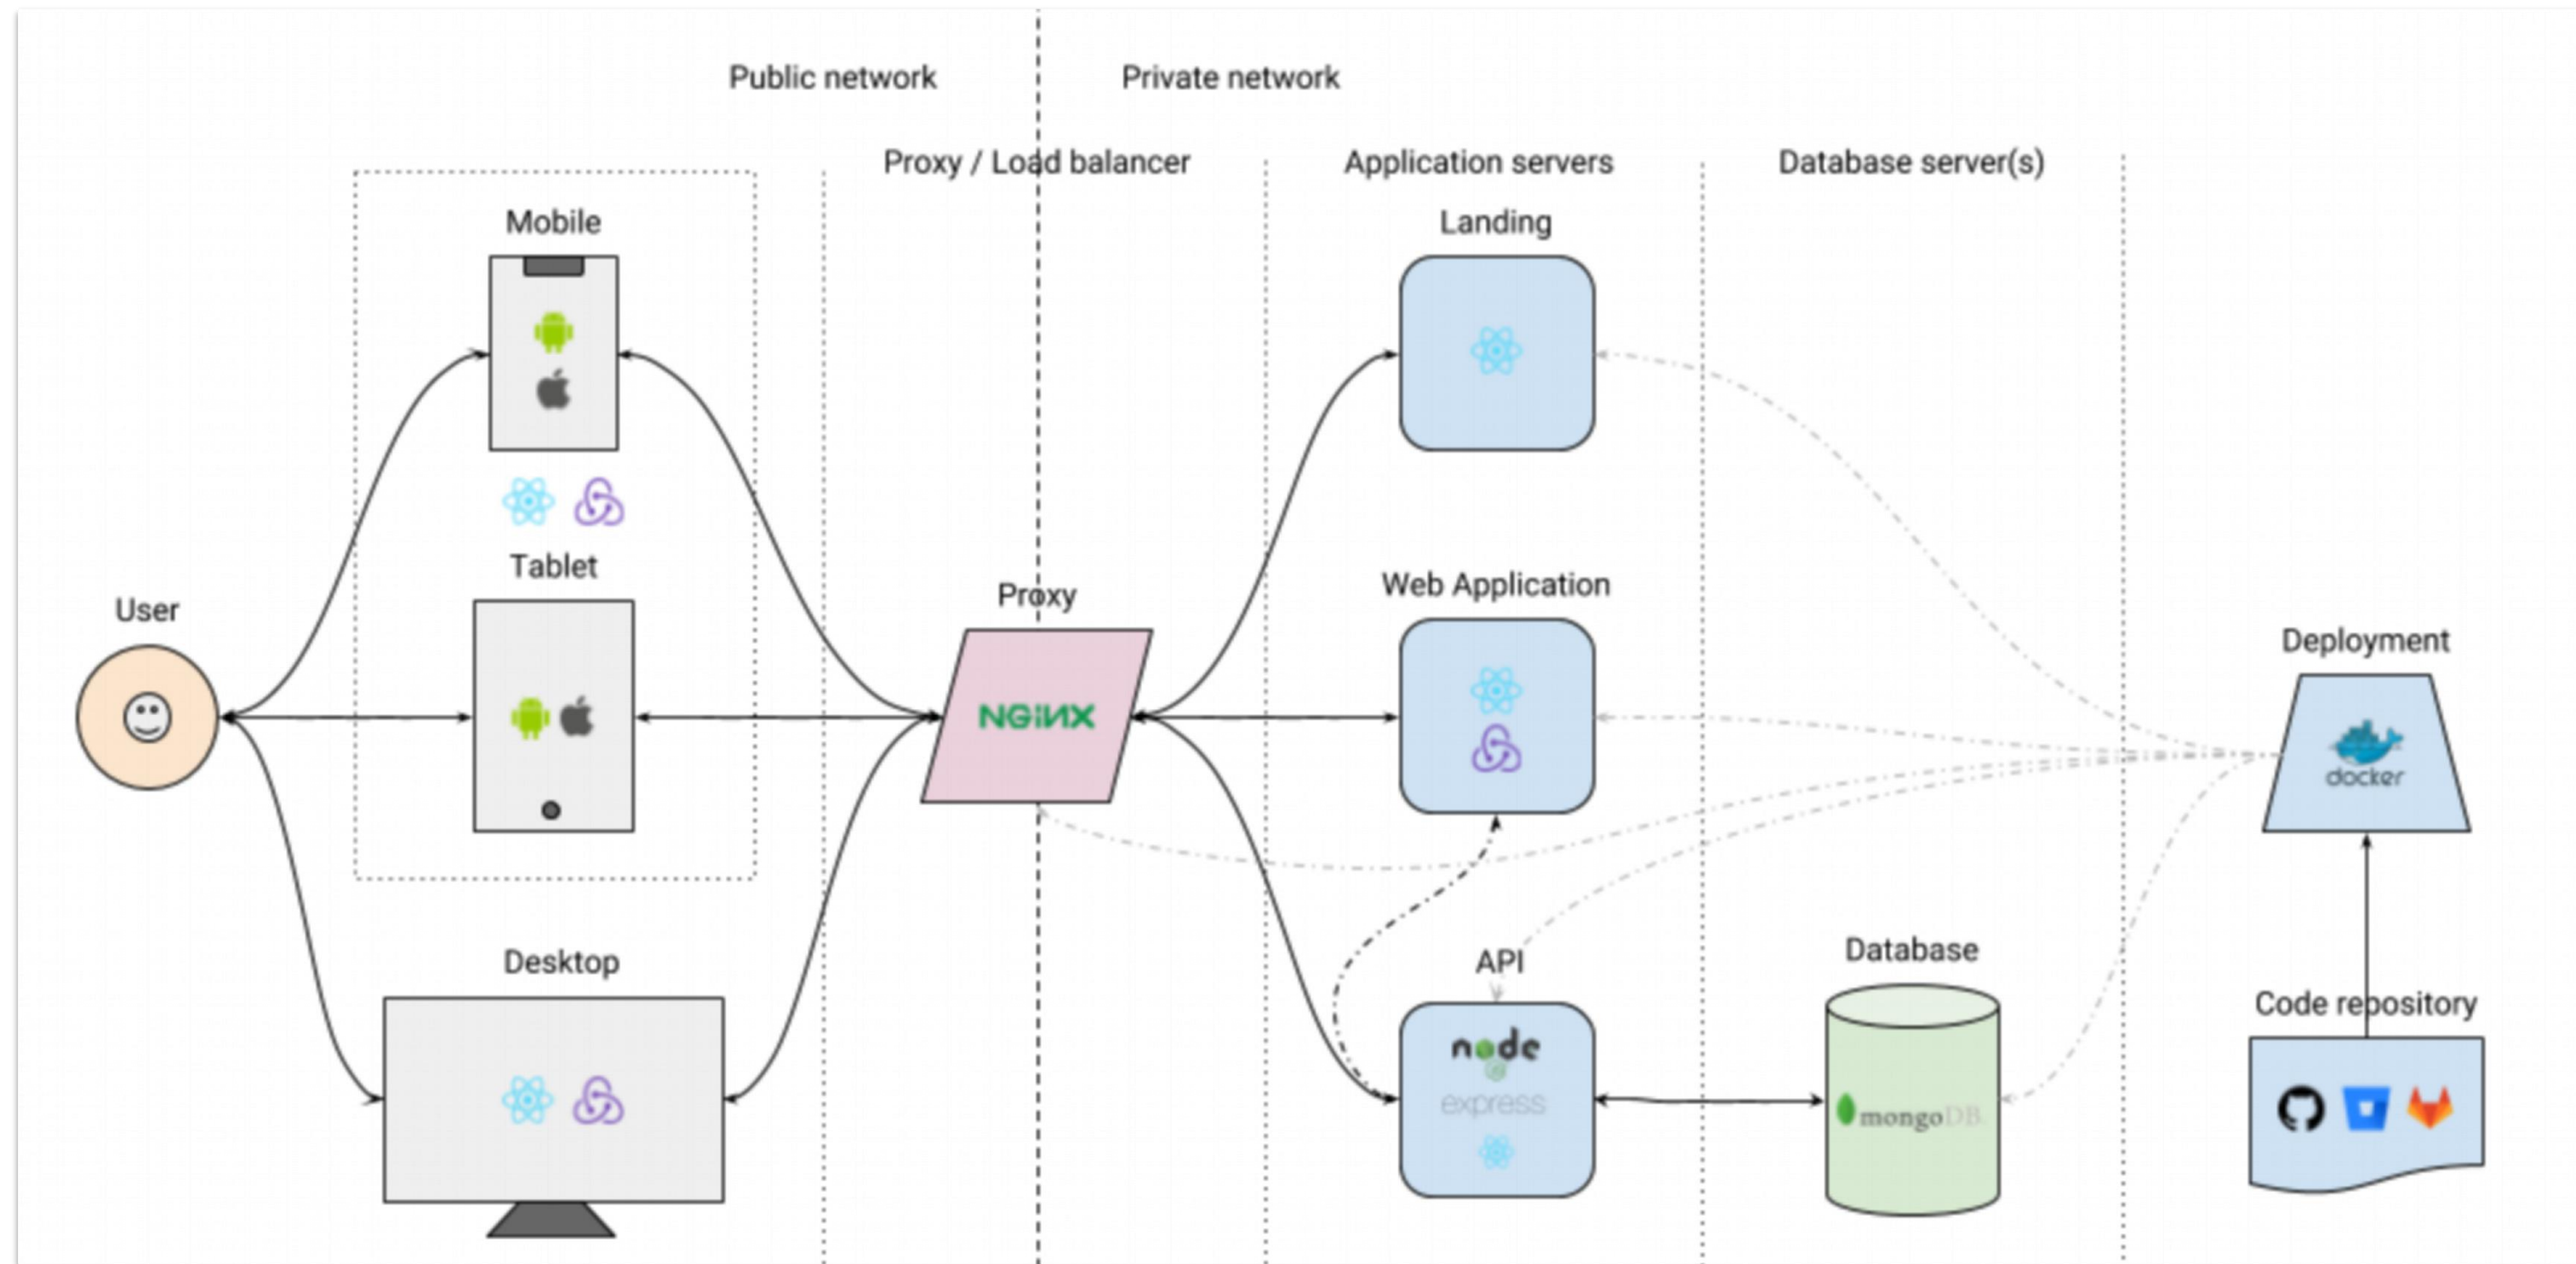 Public network
Private network
Proxy / Load balancer
Application servers
Database server(s)
Mobile
Landing
Tablet
Web Application
User
Proxy
NGiNX
Deployment
docker
Desktop
API
node
express
Database
mongoDB
Code repository